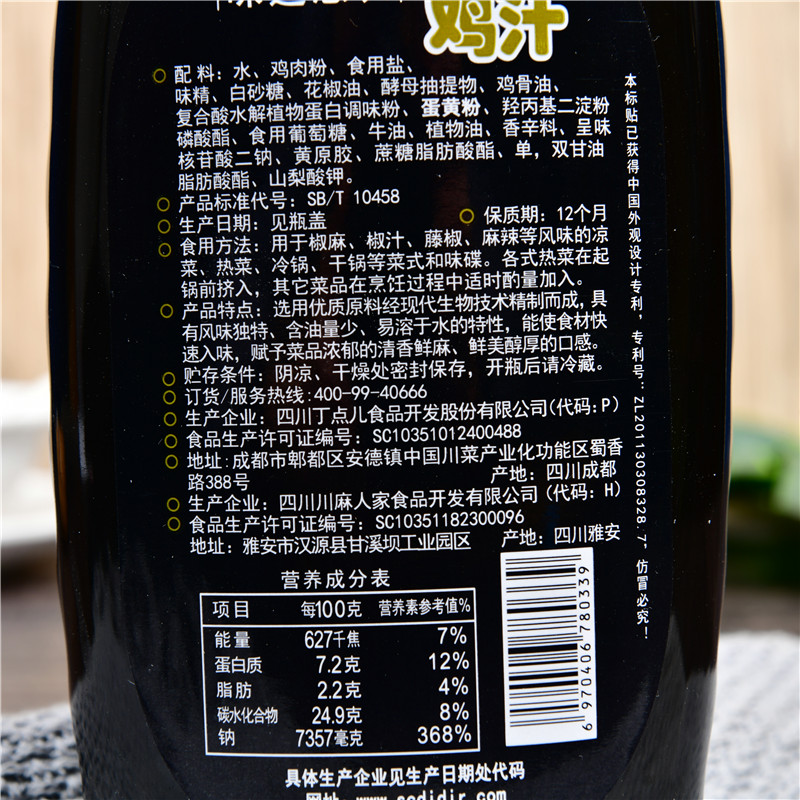 鸡汁
配料：水、鸡肉粉、食用盐、
味精、白砂糖、花椒油、酵母抽提物、鸡骨油、
复合酸水解植物蛋白调味粉、蛋黄粉、羟丙基二淀粉
磷酸酯、食用葡萄糖、牛油、植物油、香辛料、呈味
核苷酸二钠、黄原胶、蔗糖脂肪酸酯、单，双甘油
脂肪酸酯、山梨酸钾。
产品标准代号：SB/T 10458
生产日期：见瓶盖 保质期：12个月
食用方法：用于椒麻、椒汁、藤椒、麻辣等风味的凉
菜、热菜、冷锅、干锅等菜式和味碟。各式热菜在起
锅前挤入，其它菜品在烹饪过程中适时酌量加入。
产品特点：选用优质原料经现代生物技术精制而成，具
有风味独特、含油量少、易溶于水的特性，能使食材快
速入味，赋予菜品浓郁的清香鲜麻、鲜美醇厚的口感。
贮存条件：阴凉、干燥处密封保存，开瓶后请冷藏。
订货/服务热线：400-99-40666
生产企业：四川丁点儿食品开发股份有限公司(代码：P)
食品生产许可证编号：SC10351012400488
地址：成都市郫都区安德镇中国川菜产业化功能区蜀香
路388号 产地：四川成都
生产企业：四川川麻人家食品开发有限公司(代码：H)
食品生产许可证编号：SC10351182300096
地址：雅安市汉源县甘溪坝工业园区 产地：四川雅安
营养成分表
项目 每100克 营养素参考值%
能量 627千焦 7%
蛋白质 7.2克 12%
脂肪 2.2克 4%
碳水化合物 24.9克 8%
钠 7357毫克 368%
具体生产企业见生产日期处代码
网址：www.scdidir.com
本标贴已获得中国外观设计专利，专利号：ZL201130308328.7，仿冒必究！
6 970406 780339